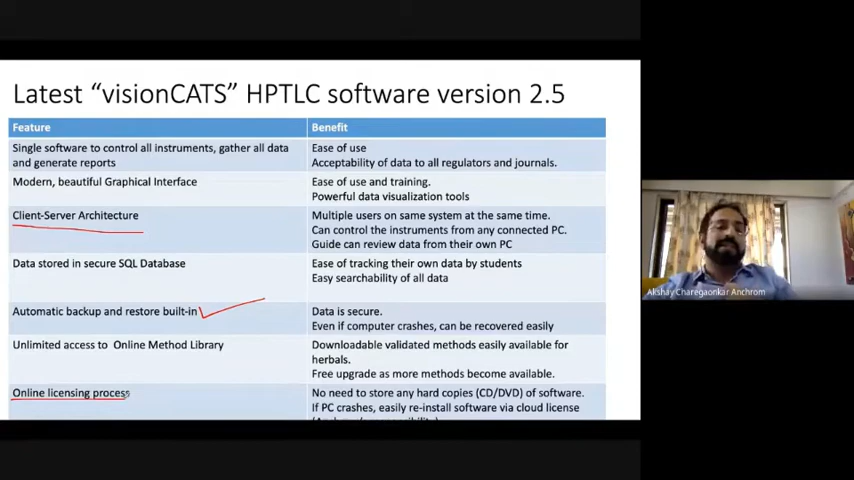 Latest “visionCATS” HPTLC software version 2.5
Feature
Benefit
Single software to control all instruments, gather all data
and generate reports
Ease of use
Acceptability of data to all regulators and journals.
Modern, beautiful Graphical Interface
Ease of use and training.
Powerful data visualization tools
Client-Server Architecture
Multiple users on same system at the same time.
Can control the instruments from any connected PC.
Guide can review data from their own PC
Data stored in secure SQL Database
Ease of tracking their own data by students
Easy searchability of all data
Automatic backup and restore built-in
Data is secure.
Even if computer crashes, can be recovered easily
Unlimited access to Online Method Library
Downloadable validated methods easily available for
herbals.
Free upgrade as more methods become available.
Online licensing process
No need to store any hard copies (CD/DVD) of software.
If PC crashes, easily re-install software via cloud license
Akshay Charegaonkar Anchrom